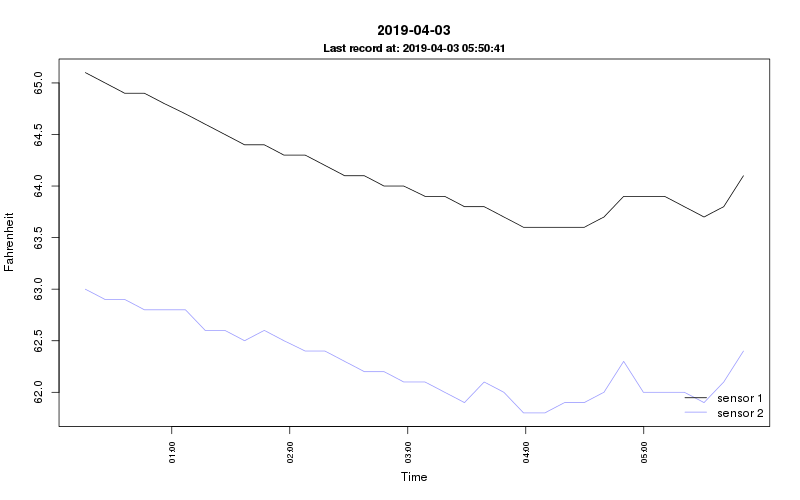 2019-04-03
Last record at: 2019-04-03 05:50:41
Fahrenheit
65.0
64.5
64.0
63.5
63.0
62.5
62.0
sensor 1
sensor 2
01:00 02:00 03:00 04:00 05:00
Time